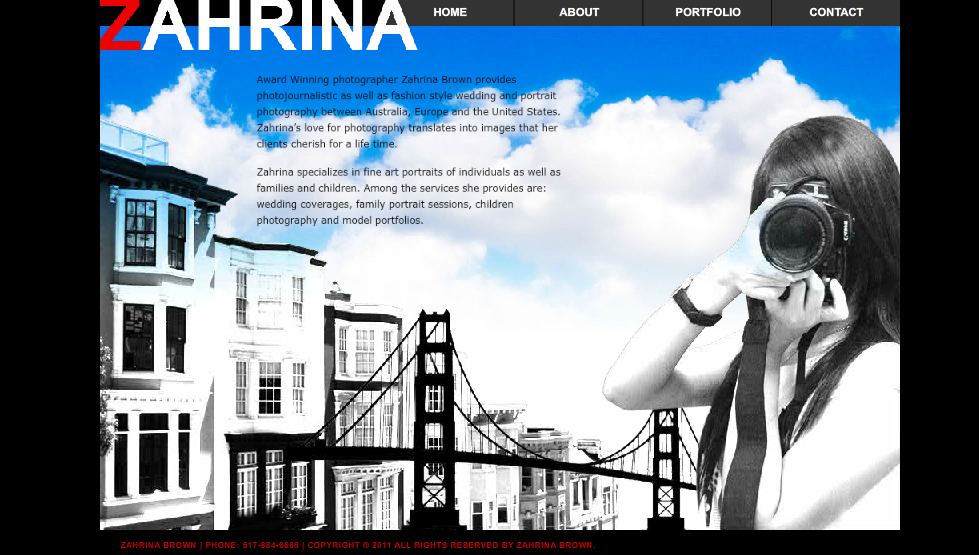 ZAHRINA
HOME ABOUT PORTFOLIO CONTACT
Award Winning photographer Zahrina Brown provides
photojournalistic as well as fashion style wedding and portrait
photography between Australia, Europe and the United States.
Zahrina's love for photography translates into images that her
clients cherish for a life time.
Zahrina specializes in fine art portraits of individuals as well as
families and children. Among the services she provides are:
wedding coverages, family portrait sessions, children
photography and model portfolios.
ZAHRINA BROWN | PHONE: 517-684-6868 | COPYRIGHT © 2011 ALL RIGHTS RESERVED BY ZAHRINA BROWN.